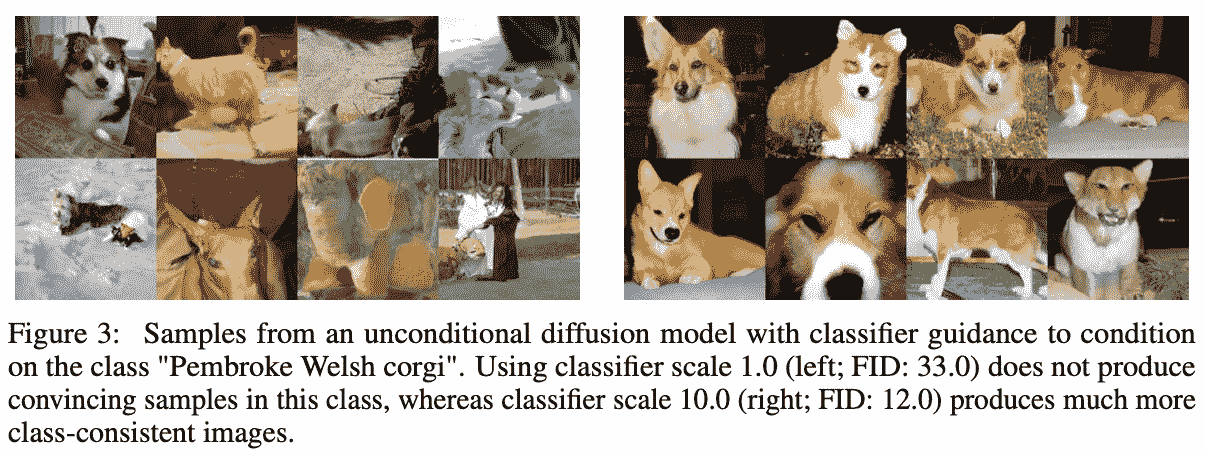 Figure 3: Samples from an unconditional diffusion model with classifier guidance to condition
on the class "Pembroke Welsh corgi". Using classifier scale 1.0 (left; FID: 33.0) does not produce
convincing samples in this class, whereas classifier scale 10.0 (right; FID: 12.0) produces much more
class-consistent images.